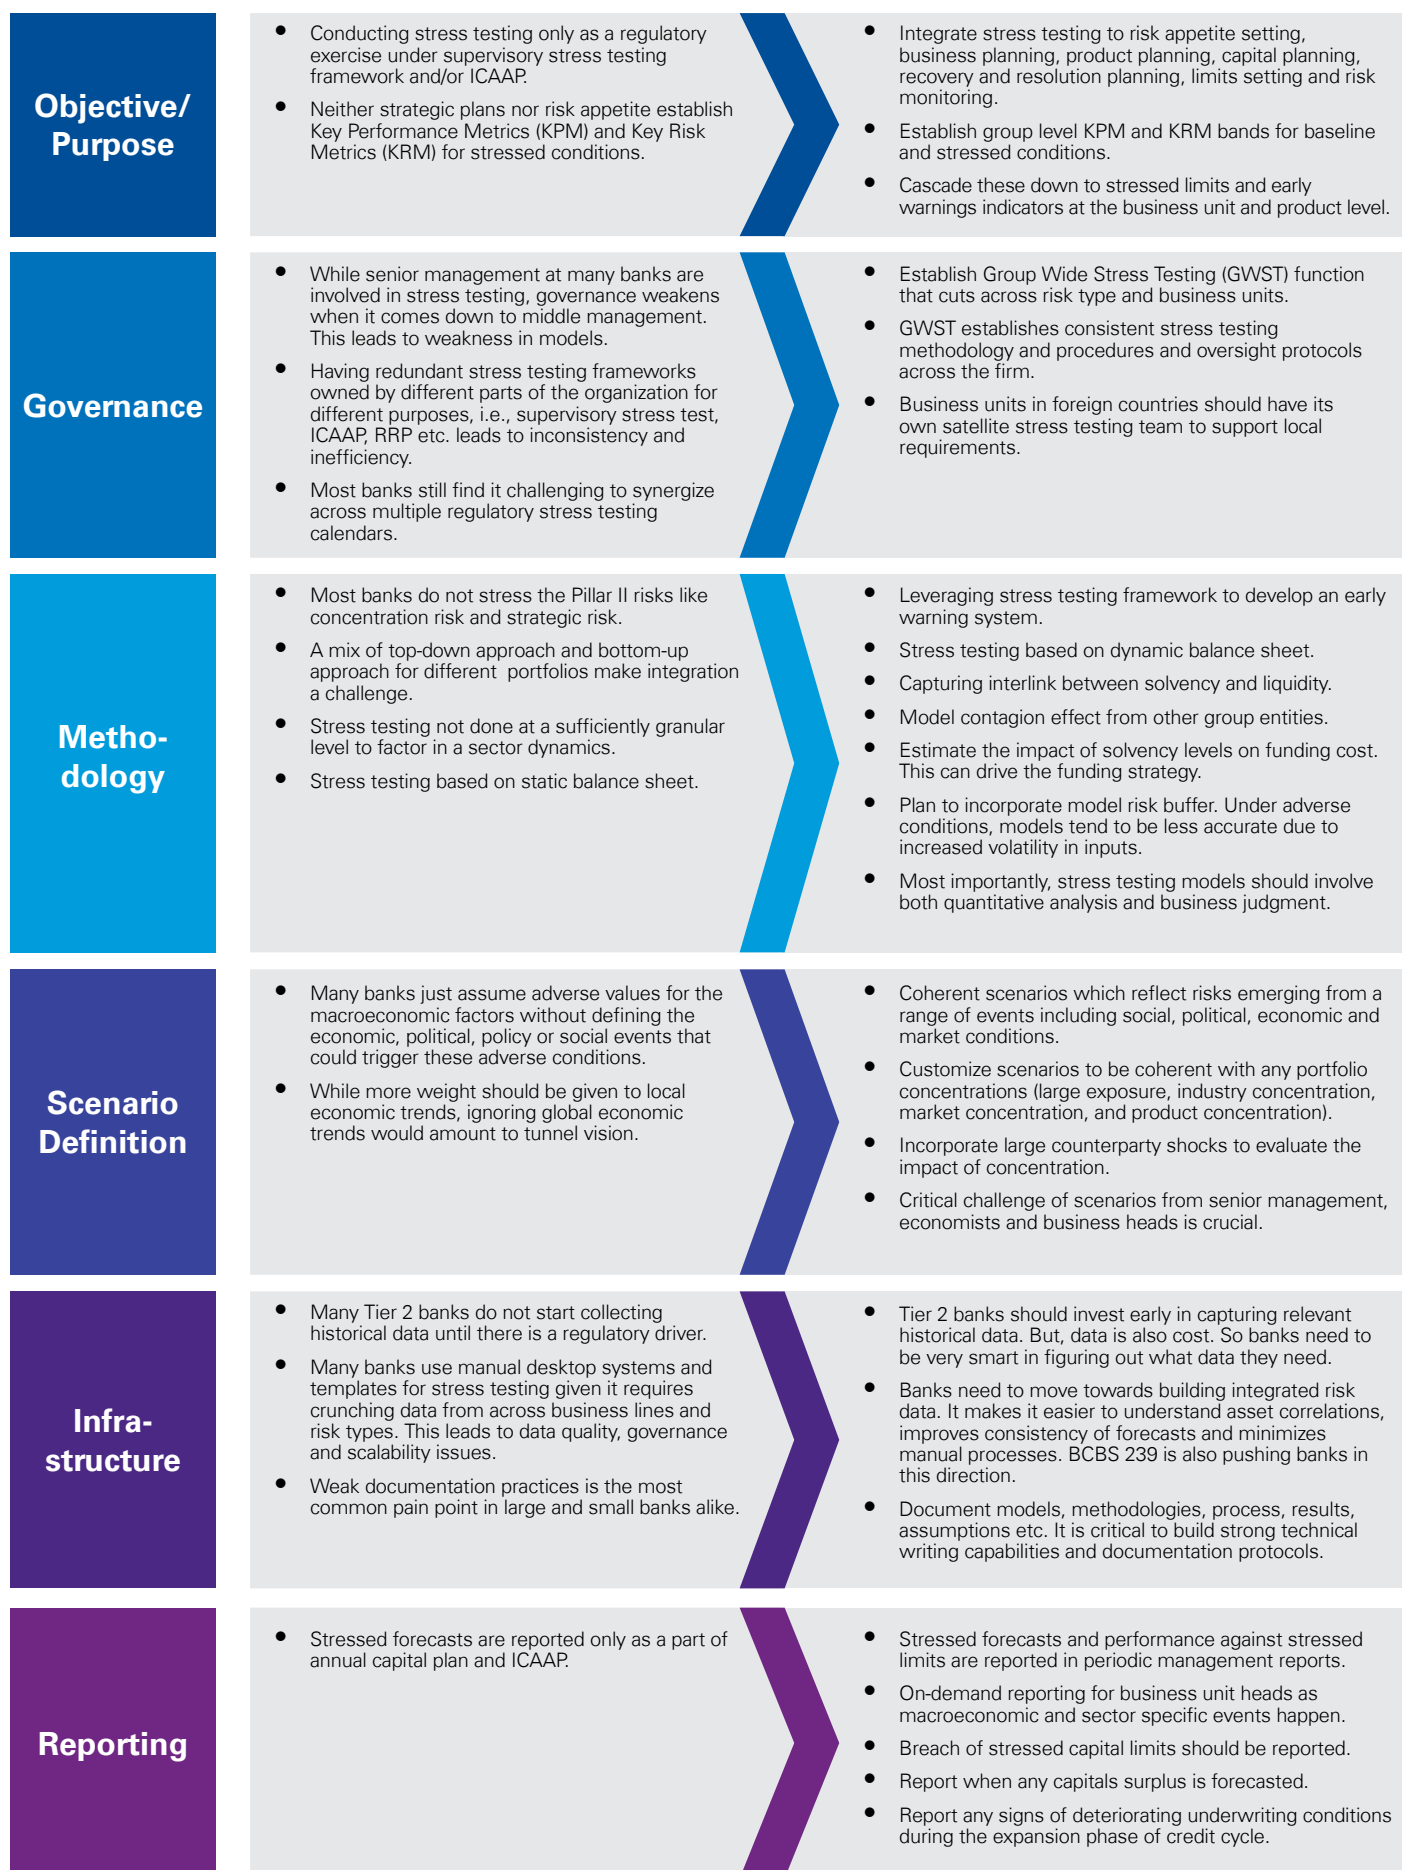 Objective/
Purpose
• Conducting stress testing only as a regulatory
exercise under supervisory stress testing
framework and/or ICAAP.
• Neither strategic plans nor risk appetite establish
Key Performance Metrics (KPM) and Key Risk
Metrics (KRM) for stressed conditions.
• Integrate stress testing to risk appetite setting,
business planning, product planning, capital planning,
recovery and resolution planning, limits setting and risk
monitoring.
• Establish group level KPM and KRM bands for baseline
and stressed conditions.
• Cascade these down to stressed limits and early
warnings indicators at the business unit and product level.
Governance
• While senior management at many banks are
involved in stress testing, governance weakens
when it comes down to middle management.
This leads to weakness in models.
• Having redundant stress testing frameworks
owned by different parts of the organization for
different purposes, i.e., supervisory stress test,
ICAAP, RRP etc. leads to inconsistency and
inefficiency.
• Most banks still find it challenging to synergize
across multiple regulatory stress testing
calendars.
• Establish Group Wide Stress Testing (GWST) function
that cuts across risk type and business units.
• GWST establishes consistent stress testing
methodology and procedures and oversight protocols
across the firm.
• Business units in foreign countries should have its
own satellite stress testing team to support local
requirements.
Metho-
dology
• Most banks do not stress the Pillar II risks like
concentration risk and strategic risk.
• A mix of top-down approach and bottom-up
approach for different portfolios make integration
a challenge.
• Stress testing not done at a sufficiently granular
level to factor in a sector dynamics.
• Stress testing based on static balance sheet.
• Leveraging stress testing framework to develop an early
warning system.
• Stress testing based on dynamic balance sheet.
• Capturing interlink between solvency and liquidity.
• Model contagion effect from other group entities.
• Estimate the impact of solvency levels on funding cost.
This can drive the funding strategy.
• Plan to incorporate model risk buffer. Under adverse
conditions, models tend to be less accurate due to
increased volatility in inputs.
• Most importantly, stress testing models should involve
both quantitative analysis and business judgment.
Scenario
Definition
• Many banks just assume adverse values for the
macroeconomic factors without defining the
economic, political, policy or social events that
could trigger these adverse conditions.
• While more weight should be given to local
economic trends, ignoring global economic
trends would amount to tunnel vision.
• Coherent scenarios which reflect risks emerging from a
range of events including social, political, economic and
market conditions.
• Customize scenarios to be coherent with any portfolio
concentrations (large exposure, industry concentration,
market concentration, and product concentration).
• Incorporate large counterparty shocks to evaluate the
impact of concentration.
• Critical challenge of scenarios from senior management,
economists and business heads is crucial.
Infra-
structure
• Many Tier 2 banks do not start collecting
historical data until there is a regulatory driver.
• Many banks use manual desktop systems and
templates for stress testing given it requires
crunching data from across business lines and
risk types. This leads to data quality, governance
and scalability issues.
• Weak documentation practices is the most
common pain point in large and small banks alike.
• Tier 2 banks should invest early in capturing relevant
historical data. But, data is also cost. So banks need to
be very smart in figuring out what data they need.
• Banks need to move towards building integrated risk
data. It makes it easier to understand asset correlations,
improves consistency of forecasts and minimizes
manual processes. BCBS 239 is also pushing banks in
this direction.
• Document models, methodologies, process, results,
assumptions etc. It is critical to build strong technical
writing capabilities and documentation protocols.
Reporting
• Stressed forecasts are reported only as a part of
annual capital plan and ICAAP.
• Stressed forecasts and performance against stressed
limits are reported in periodic management reports.
• On-demand reporting for business unit heads as
macroeconomic and sector specific events happen.
• Breach of stressed capital limits should be reported.
• Report when any capitals surplus is forecasted.
• Report any signs of deteriorating underwriting conditions
during the expansion phase of credit cycle.